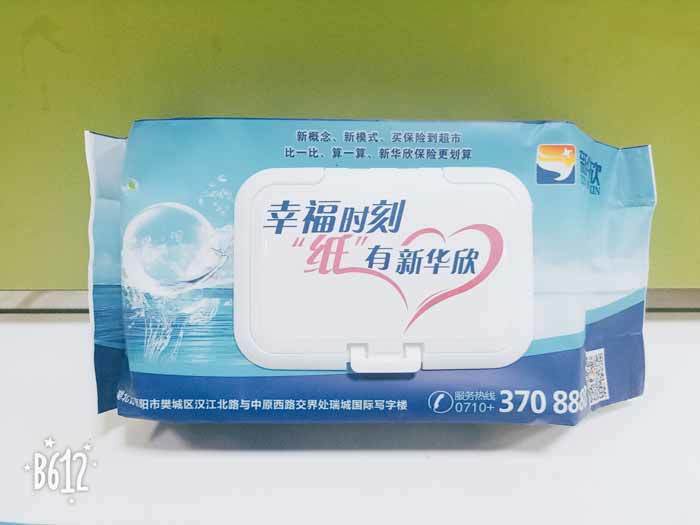 新概念、新模式、买保险到超市
比一比、算一算、新华欣保险更划算
幸福时刻
“纸”有新华欣
阳市樊城区汉江北路与中原西路交界处瑞城国际写字楼
服务热线
0710+ 370 888
B612